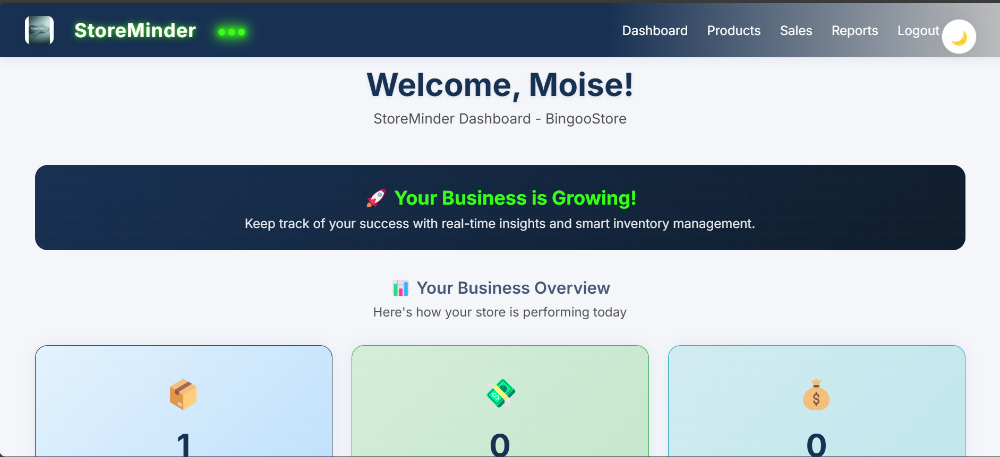 StoreMinder
Dashboard Products Sales Reports Logout
Welcome, Moise!
StoreMinder Dashboard - BingooStore
Your Business is Growing!
Keep track of your success with real-time insights and smart inventory management.
Your Business Overview
Here's how your store is performing today
1
0
0